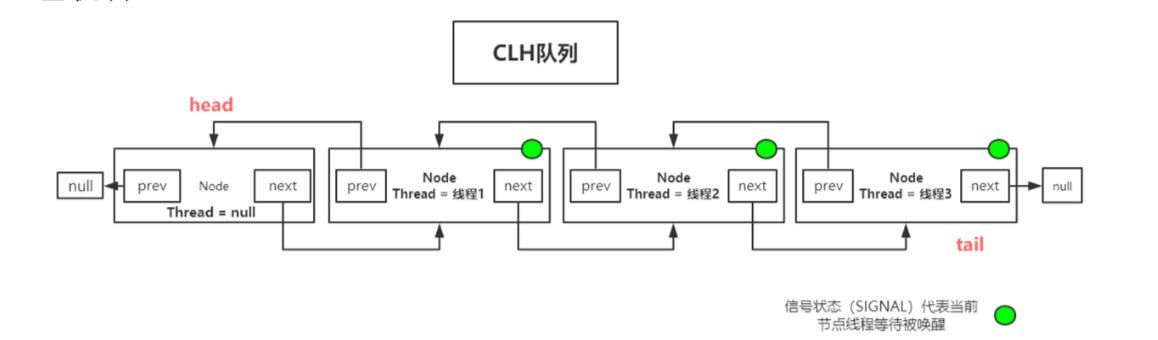 CLH队列
head
null
prev
Node
next
Thread = null
prev
Node
Thread = 线程1
next
prev
Node
Thread = 线程2
next
prev
Node
Thread = 线程3
next
null
tail
信号状态（SIGNAL）代表当前
节点线程等待被唤醒